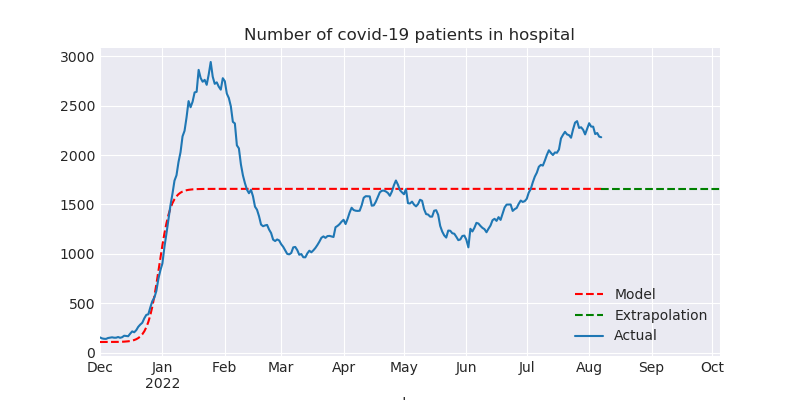 Number of covid-19 patients in hospital
3000
2500
2000
1500
1000
500
0
Model
Extrapolation
Actual
Dec Jan Feb Mar Apr May Jun Jul Aug Sep Oct
2022